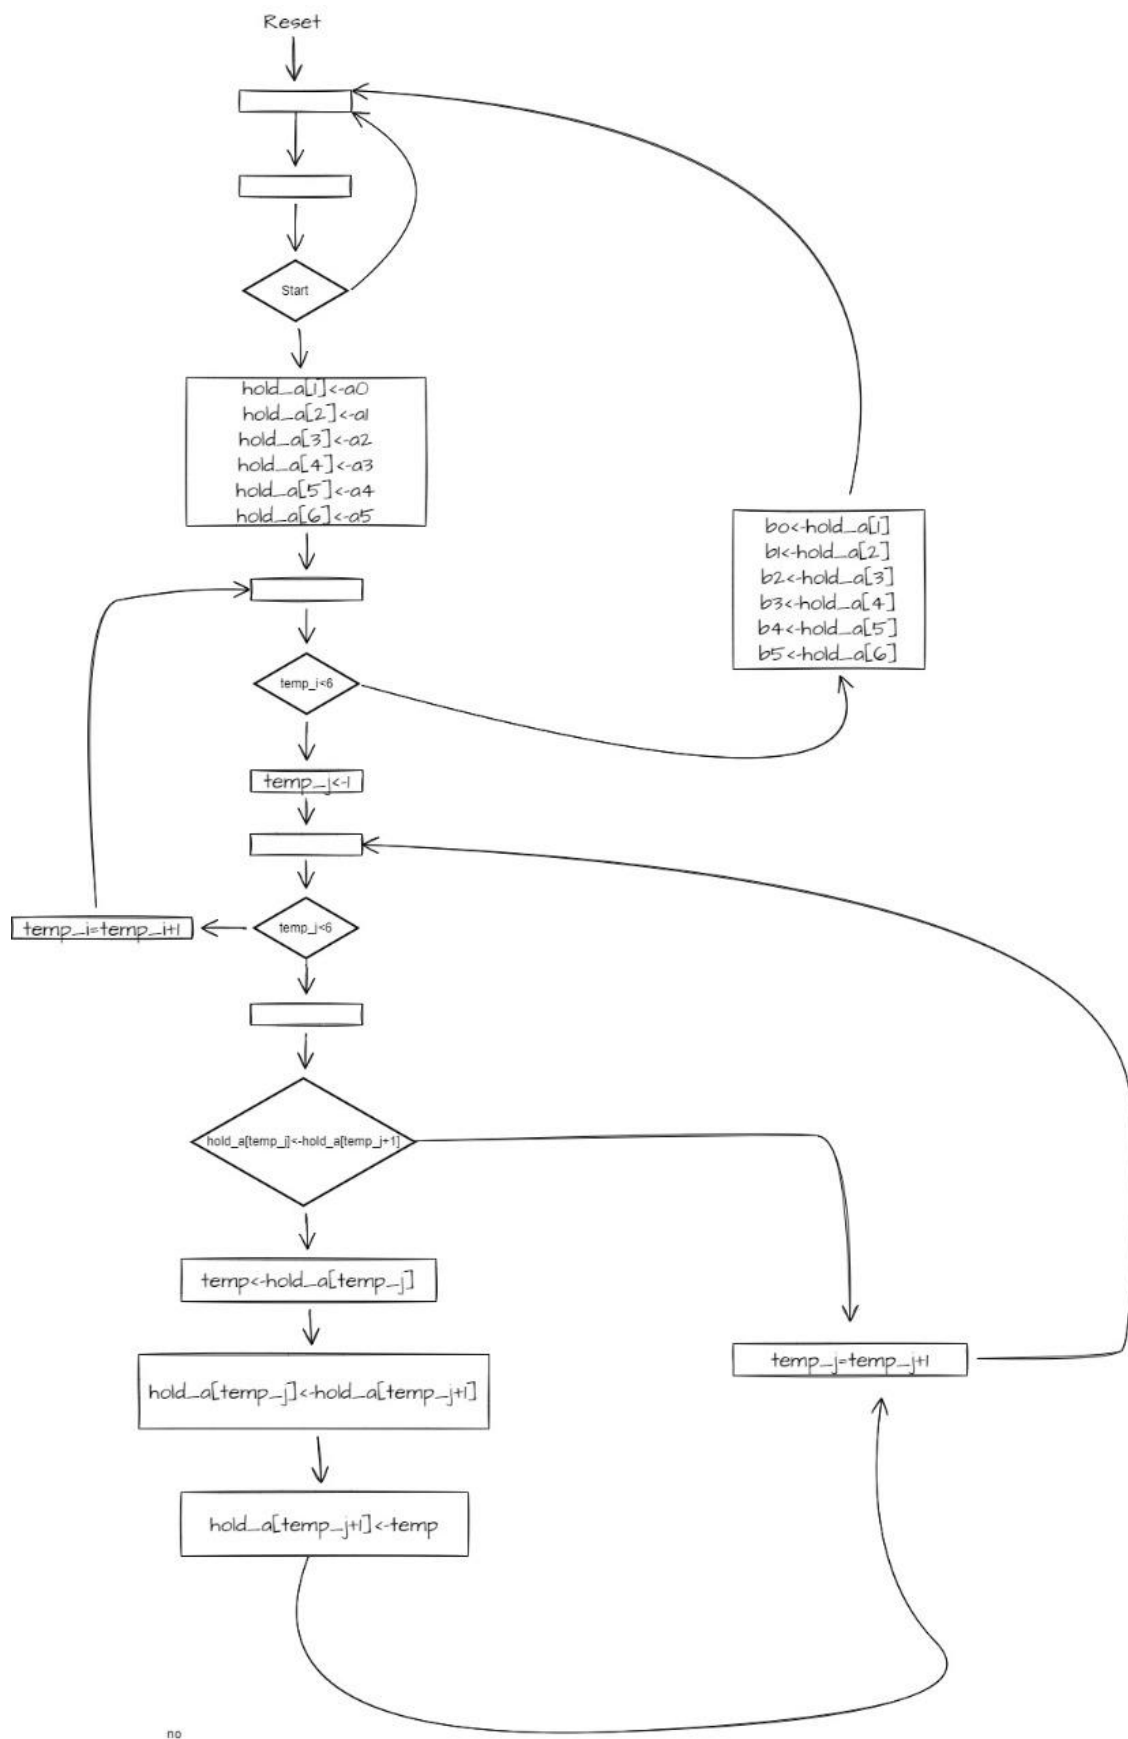 Reset
Start
hold_a[1]<-a0
hold_a[2]<-a1
hold_a[3]<-a2
hold_a[4]<-a3
hold_a[5]<-a4
hold_a[6]<-a5
b0<-hold_a[1]
b1<-hold_a[2]
b2<-hold_a[3]
b3<-hold_a[4]
b4<-hold_a[5]
b5<-hold_a[6]
temp_i<6
temp_j<-1
temp_i=temp_i+1
temp_j<6
hold_a[temp_j]<-hold_a[temp_j+1]
temp<-hold_a[temp_j]
temp_j=temp_j+1
hold_a[temp_j]<-hold_a[temp_j+1]
hold_a[temp_j+1]<-temp
no